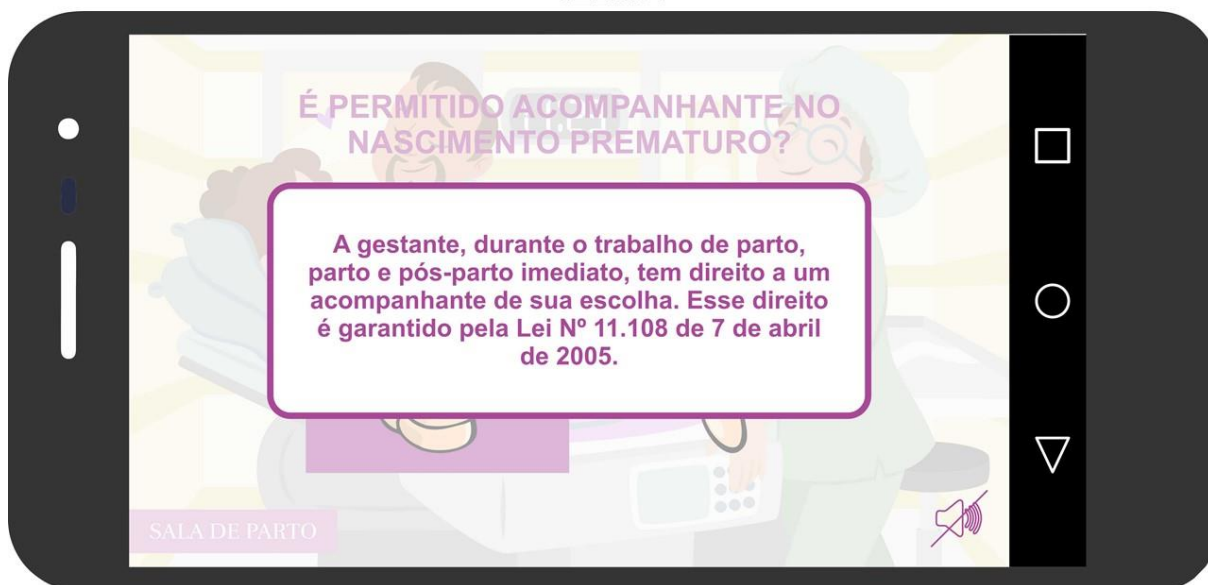 É PERMITIDO ACOMPANHANTE NO
NASCIMENTO PREMATURO?
A gestante, durante o trabalho de parto,
parto e pós-parto imediato, tem direito a um
acompanhante de sua escolha. Esse direito
é garantido pela Lei Nº 11.108 de 7 de abril
de 2005.
SALA DE PARTO